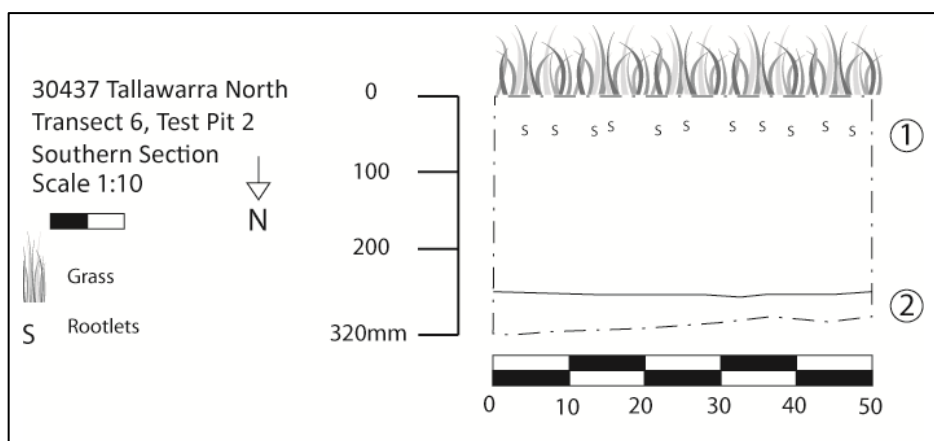 30437 Tallawarra North
Transect 6, Test Pit 2
Southern Section
Scale 1:10
N
Grass
S Rootlets
0
100
200
320mm
S S S S S S S S S S S
1
2
0 10 20 30 40 50